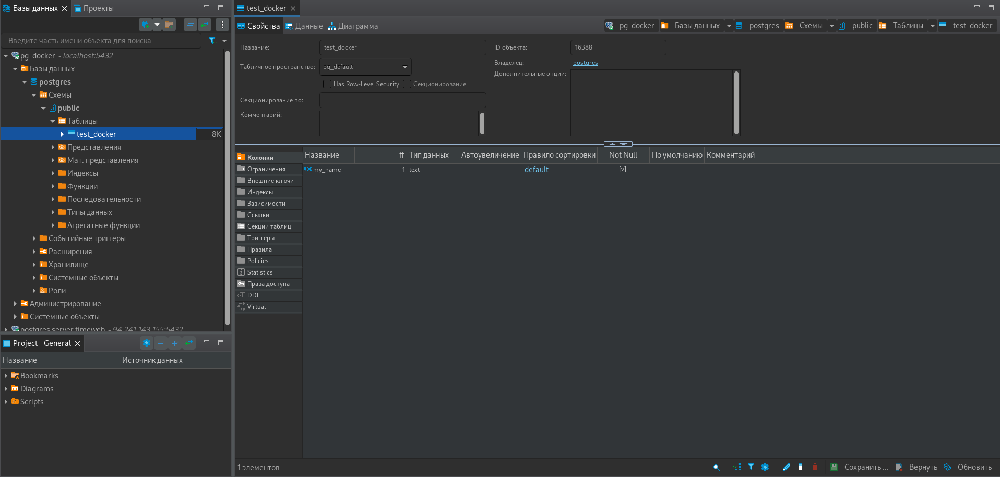 Базы данных
Проекты
Введите часть имени объекта для поиска
pg_docker - localhost:5432
Базы данных
postgres
Схемы
public
Таблицы
test_docker 8K
Представления
Мат. представления
Индексы
Функции
Последовательности
Типы данных
Агрегатные функции
Событийные триггеры
Расширения
Хранилище
Системные объекты
Роли
Администрирование
Системные объекты
postgres server timeweb - 94.241.143.155:5432
Project - General
Название Источник данных
Bookmarks
Diagrams
Scripts
test_docker
Свойства Данные Диаграмма
pg_docker Базы данных postgres Схемы public Таблицы test_docker
Название: test_docker
Табличное пространство: pg_default
Has Row-Level Security Секционирование
Секционирование по:
Комментарий:
ID объекта: 16388
Владелец: postgres
Дополнительные опции:
Колонки
Ограничения
Внешние ключи
Индексы
Зависимости
Ссылки
Секции таблиц
Триггеры
Правила
Policies
Statistics
Права доступа
DDL
Virtual
Название # Тип данных Автоувеличение Правило сортировки Not Null По умолчанию Комментарий
ABC my_name 1 text default [v]
1 элементов
Сохранить ... Вернуть Обновить